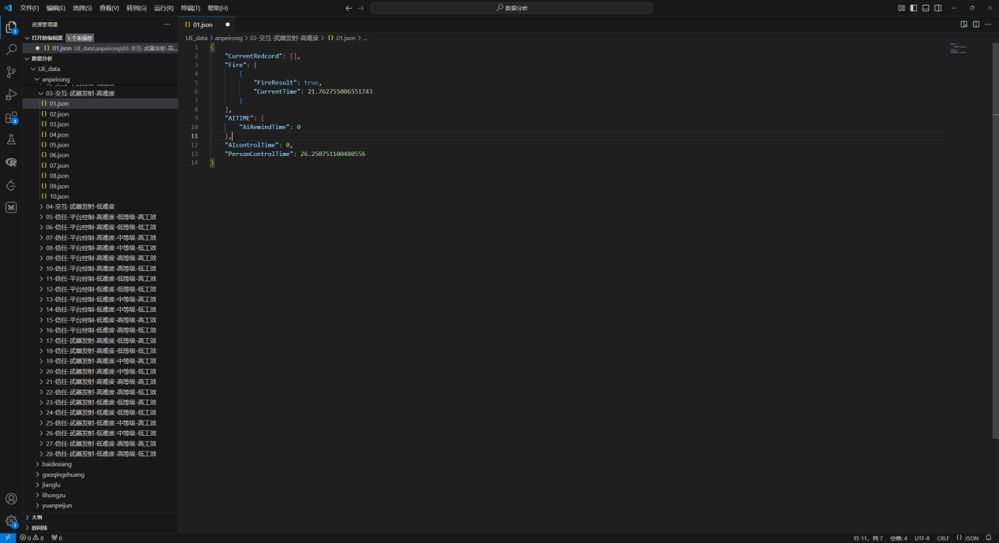 文件(F) 编辑(E) 选择(S) 查看(V) 转到(G) 运行(R) 终端(T) 帮助(H)
数据分析
资源管理器
打开的编辑器 1 个未保存
{} 01.json UE_data\anpeirong\03-交互-武器发射-高...
数据分析
UE_data
anpeirong
03-交互-武器发射-高难度
{} 01.json
{} 02.json
{} 03.json
{} 04.json
{} 05.json
{} 06.json
{} 07.json
{} 08.json
{} 09.json
{} 10.json
04-交互-武器发射-低难度
05-信任-平台控制-高难度-低等级-高工效
06-信任-平台控制-高难度-低等级-低工效
07-信任-平台控制-高难度-中等级-高工效
08-信任-平台控制-高难度-中等级-低工效
09-信任-平台控制-高难度-高等级-高工效
10-信任-平台控制-高难度-高等级-低工效
11-信任-平台控制-低难度-低等级-高工效
12-信任-平台控制-低难度-低等级-低工效
13-信任-平台控制-低难度-中等级-高工效
14-信任-平台控制-低难度-中等级-低工效
15-信任-平台控制-低难度-高等级-高工效
16-信任-平台控制-低难度-高等级-低工效
17-信任-武器发射-高难度-低等级-高工效
18-信任-武器发射-高难度-低等级-低工效
19-信任-武器发射-高难度-中等级-高工效
20-信任-武器发射-高难度-中等级-低工效
21-信任-武器发射-高难度-高等级-高工效
22-信任-武器发射-高难度-高等级-低工效
23-信任-武器发射-低难度-低等级-高工效
24-信任-武器发射-低难度-低等级-低工效
25-信任-武器发射-低难度-中等级-高工效
26-信任-武器发射-低难度-中等级-低工效
27-信任-武器发射-低难度-高等级-高工效
28-信任-武器发射-低难度-高等级-低工效
baidexiang
gaoqingshuang
jianglu
lihongzu
yuanpeijun
大纲
时间线
{} 01.json
UE_data > anpeirong > 03-交互-武器发射-高难度 > {} 01.json > ...
1 {
2 "CurrentRedcord": [],
3 "Fire": [
4 {
5 "FireResult": true,
6 "CurrentTime": 21.762755006551743
7 }
8 ],
9 "AITIME": {
10 "AiRemindTime": 0
11 },
12 "AIcontrolTime": 0,
13 "PersonControlTime": 26.250751100480556
14 }
0 0 0
行 11，列 7 空格: 4 UTF-8 CRLF {} JSON